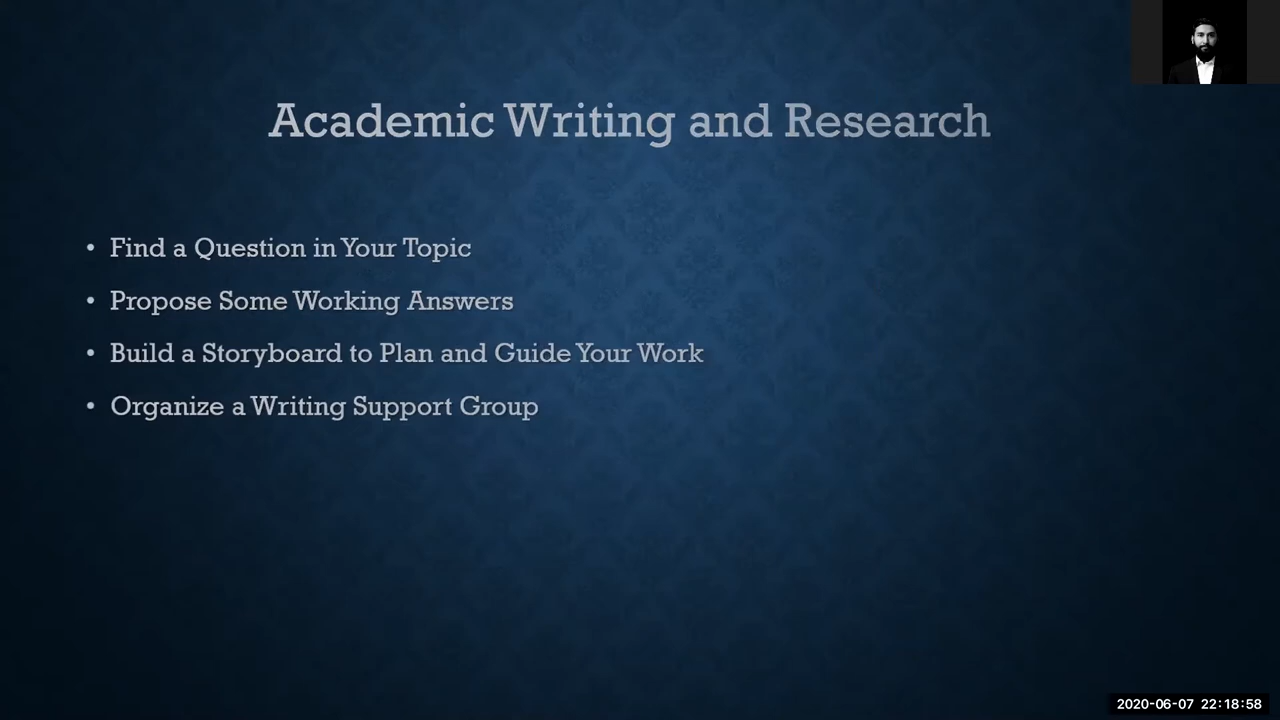 Academic Writing and Research
• Find a Question in Your Topic
• Propose Some Working Answers
• Build a Storyboard to Plan and Guide Your Work
• Organize a Writing Support Group
2020-06-07 22:18:58